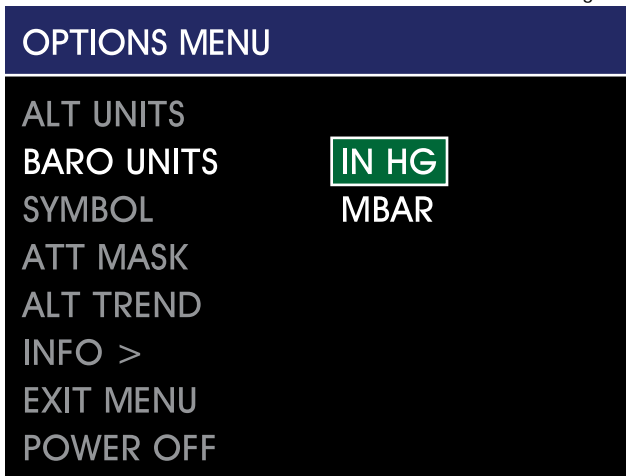 OPTIONS MENU
ALT UNITS
BARO UNITS IN HG
SYMBOL MBAR
ATT MASK
ALT TREND
INFO >
EXIT MENU
POWER OFF